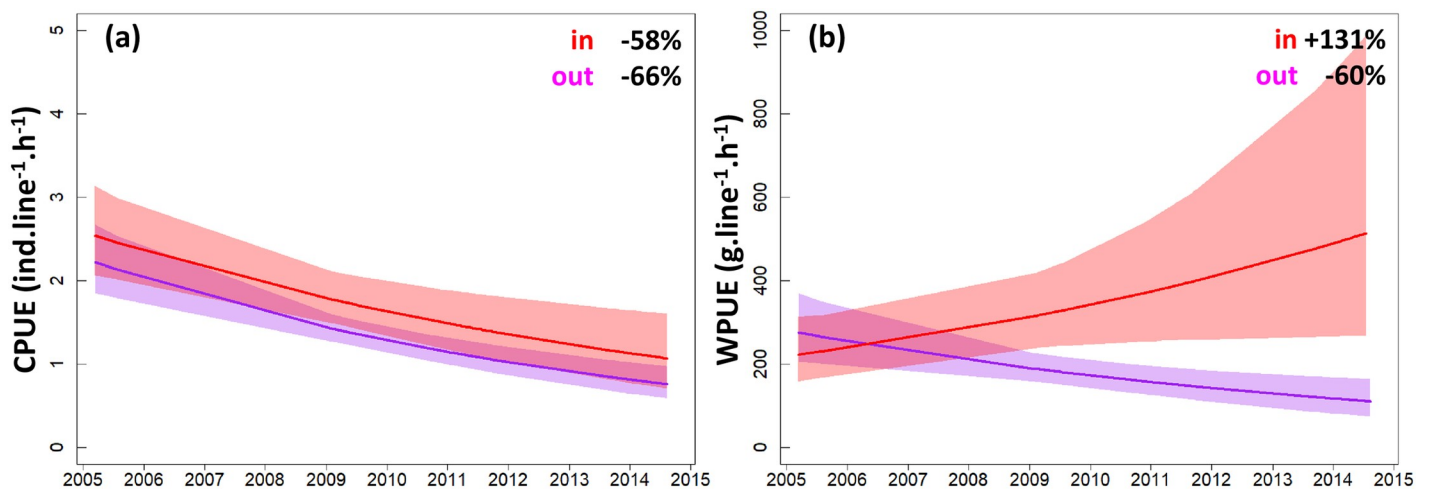 (a)
in -58%
out -66%
CPUE (ind.line⁻¹.h⁻¹)
5
4
3
2
1
0
2005 2006 2007 2008 2009 2010 2011 2012 2013 2014 2015
(b)
in +131%
out -60%
WPUE (g.line⁻¹.h⁻¹)
1000
800
600
400
200
0
2005 2006 2007 2008 2009 2010 2011 2012 2013 2014 2015